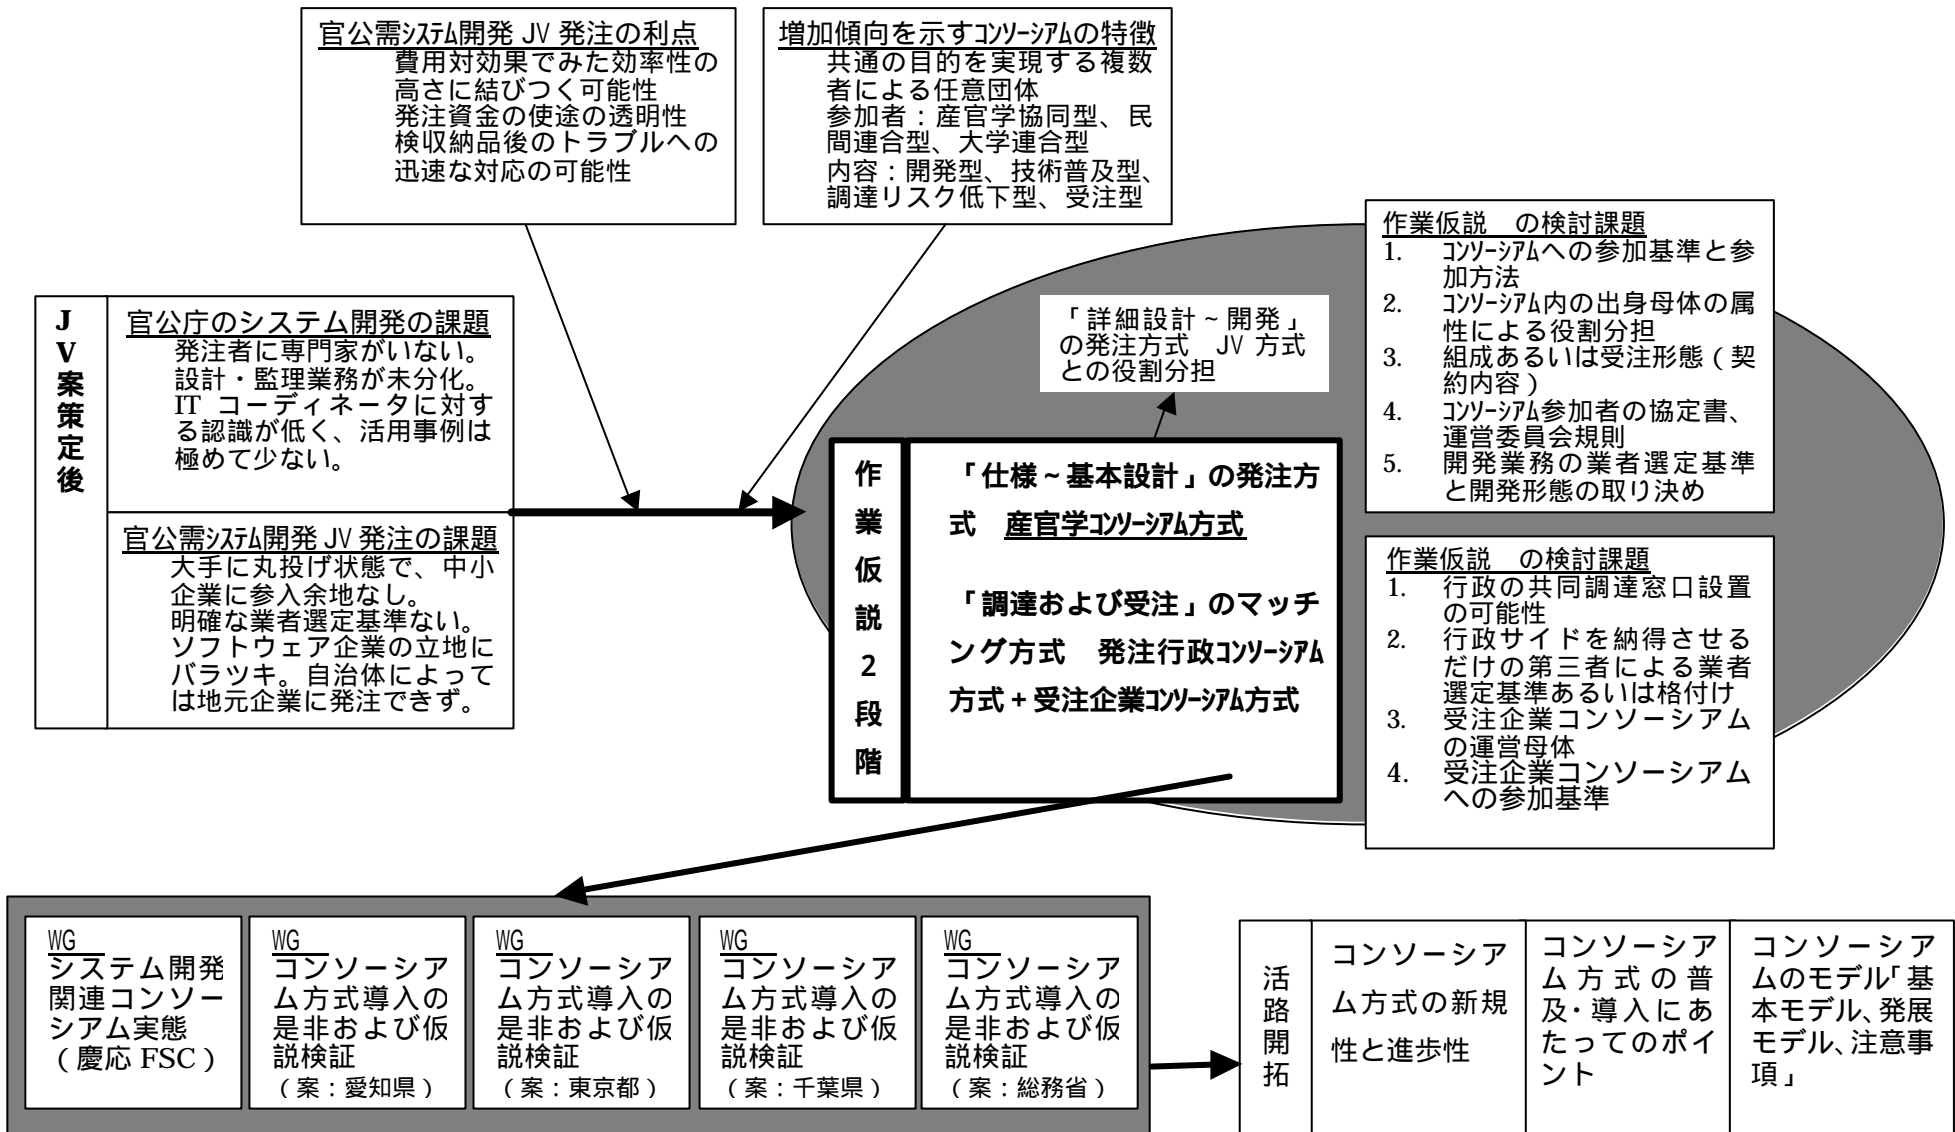 官公需ｼｽﾃﾑ開発 JV 発注の利点
費用対効果でみた効率性の
高さに結びつく可能性
発注資金の使途の透明性
検収納品後のトラブルへの
迅速な対応の可能性
増加傾向を示すｺﾝｿｰｼｱﾑの特徴
共通の目的を実現する複数
者による任意団体
参加者：産官学協同型、民
間連合型、大学連合型
内容：開発型、技術普及型、
調達リスク低下型、受注型
JV案策定後
官公庁のシステム開発の課題
発注者に専門家がいない。
設計・監理業務が未分化。
IT コーディネータに対す
る認識が低く、活用事例は
極めて少ない。
官公需ｼｽﾃﾑ開発 JV 発注の課題
大手に丸投げ状態で、中小
企業に参入余地なし。
明確な業者選定基準ない。
ソフトウェア企業の立地に
バラツキ。自治体によって
は地元企業に発注できず。
「詳細設計～開発」
の発注方式　JV 方式
との役割分担
作業仮説2段階
「仕様～基本設計」の発注方
式　産官学ｺﾝｿｰｼｱﾑ方式
「調達および受注」のマッチ
ング方式　発注行政ｺﾝｿｰｼｱﾑ
方式＋受注企業ｺﾝｿｰｼｱﾑ方式
作業仮説　の検討課題
1. ｺﾝｿｰｼｱﾑへの参加基準と参
加方法
2. ｺﾝｿｰｼｱﾑ内の出身母体の属
性による役割分担
3. 組成あるいは受注形態（契
約内容）
4. ｺﾝｿｰｼｱﾑ参加者の協定書、
運営委員会規則
5. 開発業務の業者選定基準
と開発形態の取り決め
作業仮説　の検討課題
1. 行政の共同調達窓口設置
の可能性
2. 行政サイドを納得させる
だけの第三者による業者
選定基準あるいは格付け
3. 受注企業コンソーシアム
の運営母体
4. 受注企業コンソーシアム
への参加基準
WG
システム開発
関連コンソー
シアム実態
（慶応 FSC）
WG
コンソーシア
ム方式導入の
是非および仮
説検証
（案：愛知県）
WG
コンソーシア
ム方式導入の
是非および仮
説検証
（案：東京都）
WG
コンソーシア
ム方式導入の
是非および仮
説検証
（案：千葉県）
WG
コンソーシア
ム方式導入の
是非および仮
説検証
（案：総務省）
活路開拓
コンソーシア
ム方式の新規
性と進歩性
コンソーシア
ム方式の普
及・導入にあ
たってのポイ
ント
コンソーシア
ムのモデル「基
本モデル、発展
モデル、注意事
項」